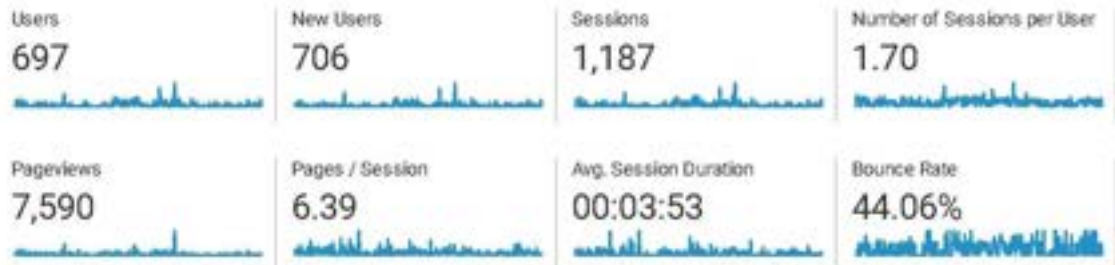 Users
697
New Users
706
Sessions
1,187
Number of Sessions per User
1.70
Pageviews
7,590
Pages / Session
6.39
Avg. Session Duration
00:03:53
Bounce Rate
44.06%